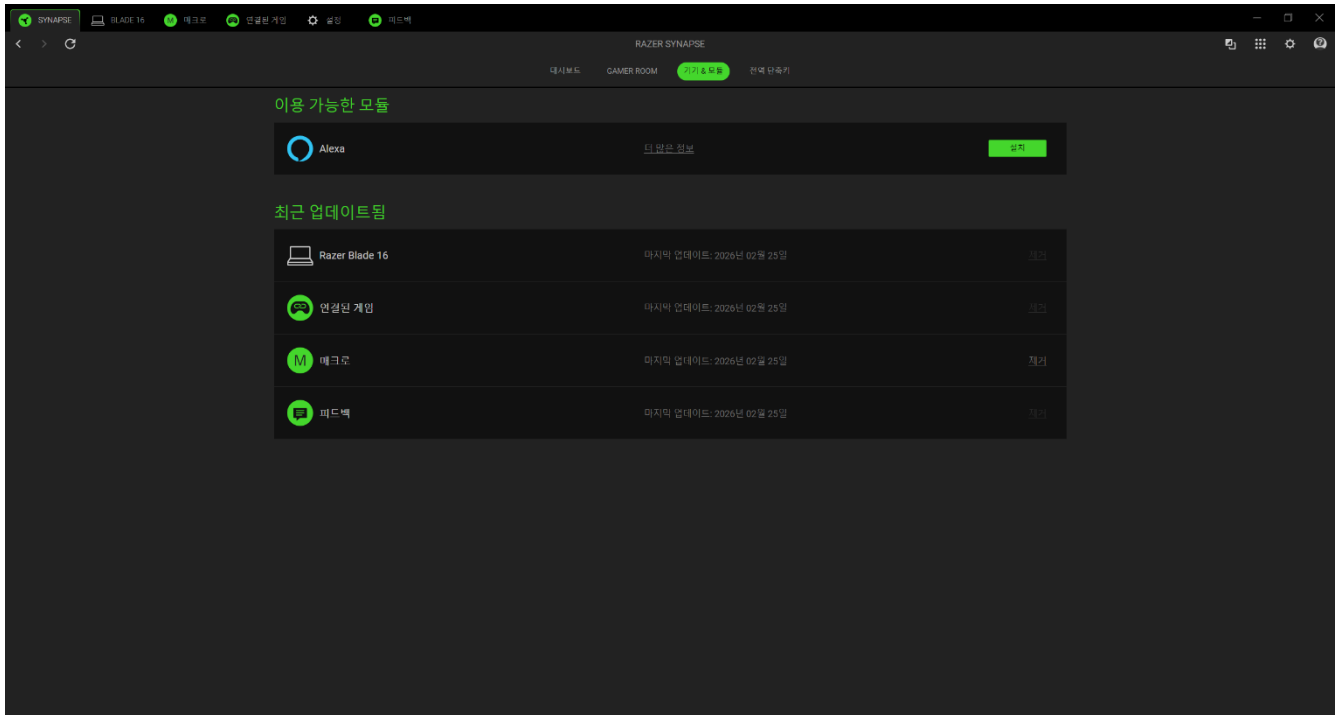 SYNAPSE BLADE 16 매크로 연결된 게임 설정 피드백
RAZER SYNAPSE
대시보드 GAMER ROOM 기기 & 모듈 전역 단축키
이용 가능한 모듈
Alexa 더 많은 정보 설치
최근 업데이트됨
Razer Blade 16 마지막 업데이트: 2026년 02월 25일 제거
연결된 게임 마지막 업데이트: 2026년 02월 25일 제거
매크로 마지막 업데이트: 2026년 02월 25일 제거
피드백 마지막 업데이트: 2026년 02월 25일 제거